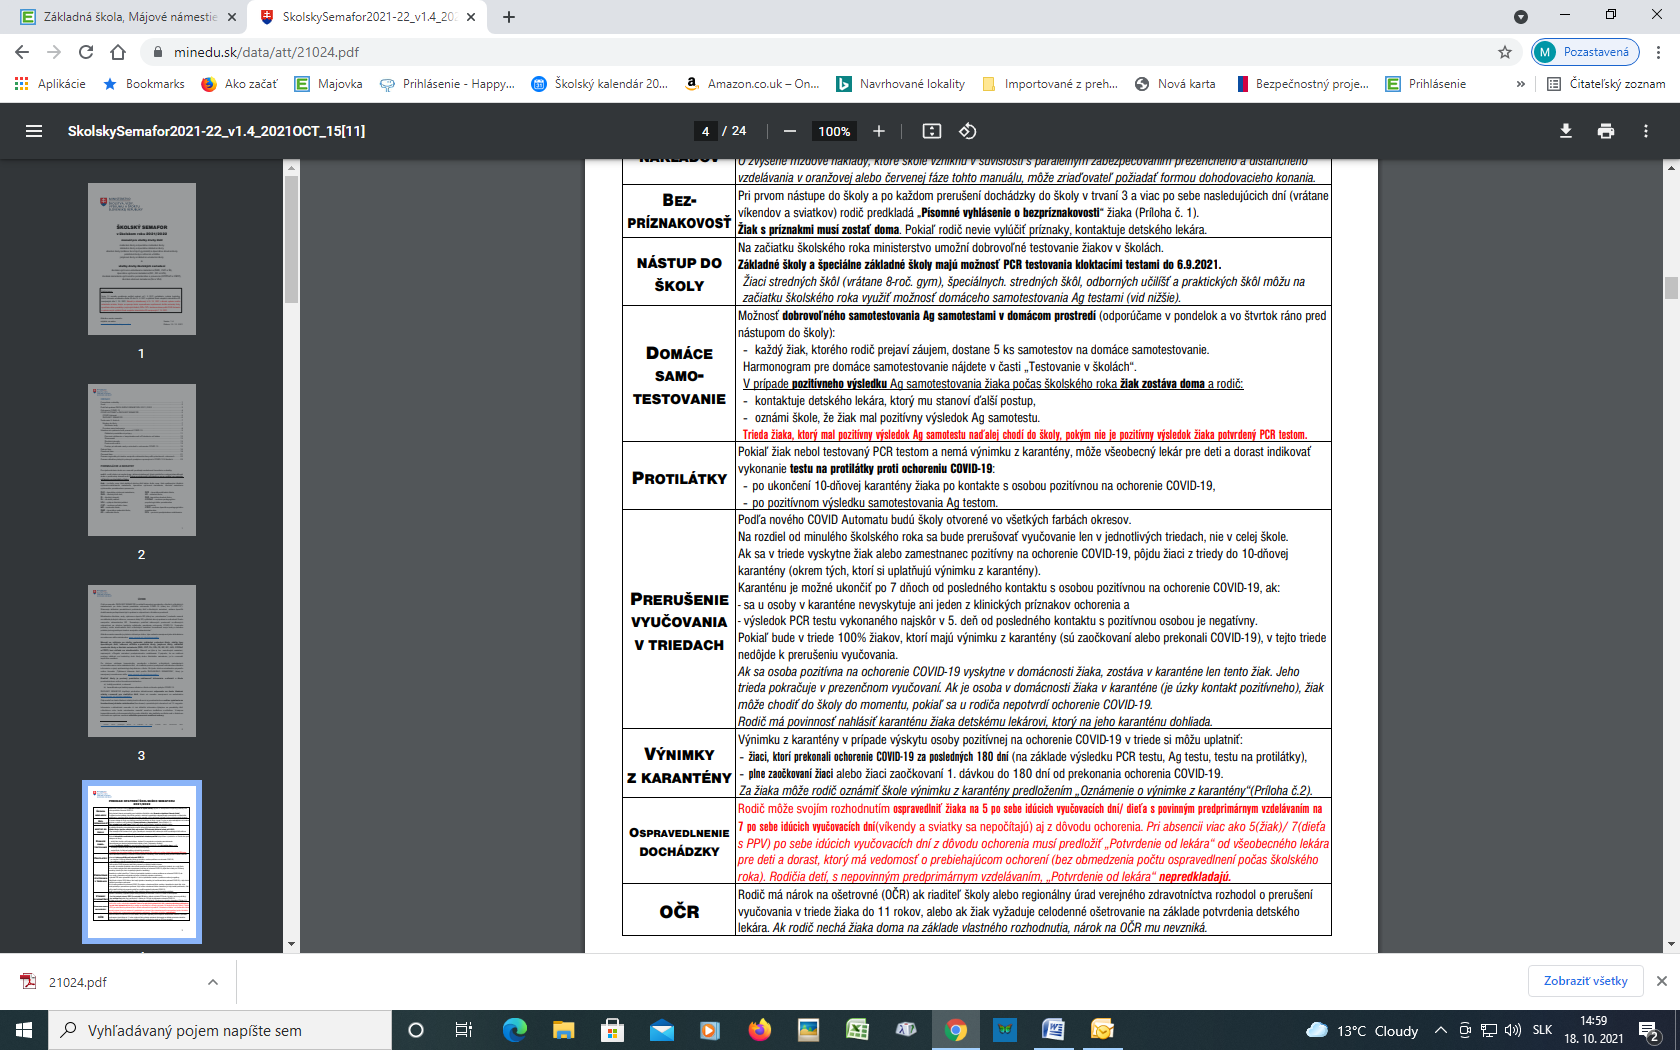 Základná škola, Májové námestie
SkolskySemafor2021-22_v1.4_202
minedu.sk/data/att/21024.pdf
M Pozastavená
Aplikácie
Bookmarks
Ako začať
Majovka
Prihlásenie - Happy...
Školský kalendár 20...
Amazon.co.uk – On...
Navrhované lokality
Importované z preh...
Nová karta
Bezpečnostný proje...
Prihlásenie
»
Čitateľský zoznam
SkolskySemafor2021-22_v1.4_2021OCT_15[11]
4 / 24
100%
ŠKOLSKÝ SEMAFOR
1
2
3
NÁKLADOV
O zvýšené mzdové náklady, ktoré škole vzniknú v súvislosti s paralelným zabezpečovaním prezenčného a dištančného
vzdelávania v oranžovej alebo červenej fáze tohto manuálu, môže zriaďovateľ požiadať formou dohodovacieho konania.
BEZ-
PRÍZNAKOVOSŤ
Pri prvom nástupe do školy a po každom prerušení dochádzky do školy v trvaní 3 a viac po sebe nasledujúcich dní (vrátane
víkendov a sviatkov) rodič predkladá „Písomné vyhlásenie o bezpríznakovosti“ žiaka (Príloha č. 1).
Žiak s príznakmi musí zostať doma. Pokiaľ rodič nevie vylúčiť príznaky, kontaktuje detského lekára.
NÁSTUP DO
ŠKOLY
Na začiatku školského roka ministerstvo umožní dobrovoľné testovanie žiakov v školách.
Základné školy a špeciálne základné školy majú možnosť PCR testovania kloktacími testami do 6.9.2021.
Žiaci stredných škôl (vrátane 8-roč. gym), špeciálnych. stredných škôl, odborných učilíšť a praktických škôl môžu na
začiatku školského roka využiť možnosť domáceho samotestovania Ag testami (vid nižšie).
DOMÁCE
SAMO-
TESTOVANIE
Možnosť dobrovoľného samotestovania Ag samotestami v domácom prostredí (odporúčame v pondelok a vo štvrtok ráno pred
nástupom do školy):
- každý žiak, ktorého rodič prejaví záujem, dostane 5 ks samotestov na domáce samotestovanie.
Harmonogram pre domáce samotestovanie nájdete v časti „Testovanie v školách“.
V prípade pozitívneho výsledku Ag samotestovania žiaka počas školského roka žiak zostáva doma a rodič:
- kontaktuje detského lekára, ktorý mu stanoví ďalší postup,
- oznámi škole, že žiak mal pozitívny výsledok Ag samotestu.
Trieda žiaka, ktorý mal pozitívny výsledok Ag samotestu naďalej chodí do školy, pokým nie je pozitívny výsledok žiaka potvrdený PCR testom.
PROTILÁTKY
Pokiaľ žiak nebol testovaný PCR testom a nemá výnimku z karantény, môže všeobecný lekár pre deti a dorast indikovať
vykonanie testu na protilátky proti ochoreniu COVID-19:
- po ukončení 10-dňovej karantény žiaka po kontakte s osobou pozitívnou na ochorenie COVID-19,
- po pozitívnom výsledku samotestovania Ag testom.
PRERUŠENIE
VYUČOVANIA
V TRIEDACH
Podľa nového COVID Automatu budú školy otvorené vo všetkých farbách okresov.
Na rozdiel od minulého školského roka sa bude prerušovať vyučovanie len v jednotlivých triedach, nie v celej škole.
Ak sa v triede vyskytne žiak alebo zamestnanec pozitívny na ochorenie COVID-19, pôjdu žiaci z triedy do 10-dňovej
karantény (okrem tých, ktorí si uplatňujú výnimku z karantény).
Karanténu je možné ukončiť po 7 dňoch od posledného kontaktu s osobou pozitívnou na ochorenie COVID-19, ak:
- sa u osoby v karanténe nevyskytuje ani jeden z klinických príznakov ochorenia a
- výsledok PCR testu vykonaného najskôr v 5. deň od posledného kontaktu s pozitívnou osobou je negatívny.
Pokiaľ bude v triede 100% žiakov, ktorí majú výnimku z karantény (sú zaočkovaní alebo prekonali COVID-19), v tejto triede
nedôjde k prerušeniu vyučovania.
Ak sa osoba pozitívna na ochorenie COVID-19 vyskytne v domácnosti žiaka, zostáva v karanténe len tento žiak. Jeho
trieda pokračuje v prezenčnom vyučovaní. Ak je osoba v domácnosti žiaka v karanténe (je úzky kontakt pozitívneho), žiak
môže chodiť do školy do momentu, pokiaľ sa u rodiča nepotvrdí ochorenie COVID-19.
Rodič má povinnosť nahlásiť karanténu žiaka detskému lekárovi, ktorý na jeho karanténu dohliada.
VÝNIMKY
Z KARANTÉNY
Výnimku z karantény v prípade výskytu osoby pozitívnej na ochorenie COVID-19 v triede si môžu uplatniť:
- žiaci, ktorí prekonali ochorenie COVID-19 za posledných 180 dní (na základe výsledku PCR testu, Ag testu, testu na protilátky),
- plne zaočkovaní žiaci alebo žiaci zaočkovaní 1. dávkou do 180 dní od prekonania ochorenia COVID-19.
Za žiaka môže rodič oznámiť škole výnimku z karantény predložením „Oznámenie o výnimke z karantény“(Príloha č.2).
OSPRAVEDLNENIE
DOCHÁDZKY
Rodič môže svojím rozhodnutím ospravedlniť žiaka na 5 po sebe idúcich vyučovacích dní/ dieťa s povinným predprimárnym vzdelávaním na
7 po sebe idúcich vyučovacích dní(víkendy a sviatky sa nepočítajú) aj z dôvodu ochorenia. Pri absencii viac ako 5(žiak)/ 7(dieťa
s PPV) po sebe idúcich vyučovacích dní z dôvodu ochorenia musí predložiť „Potvrdenie od lekára“ od všeobecného lekára
pre deti a dorast, ktorý má vedomosť o prebiehajúcom ochorení (bez obmedzenia počtu ospravedlnení počas školského
roka). Rodičia detí, s nepovinným predprimárnym vzdelávaním, „Potvrdenie od lekára“ nepredkladajú.
OČR
Rodič má nárok na ošetrovné (OČR) ak riaditeľ školy alebo regionálny úrad verejného zdravotníctva rozhodol o prerušení
vyučovania v triede žiaka do 11 rokov, alebo ak žiak vyžaduje celodenné ošetrovanie na základe potvrdenia detského
lekára. Ak rodič nechá žiaka doma na základe vlastného rozhodnutia, nárok na OČR mu nevzniká.
21024.pdf
Zobraziť všetky
Vyhľadávaný pojem napíšte sem
13°C Cloudy
SLK
14:59
18. 10. 2021
2